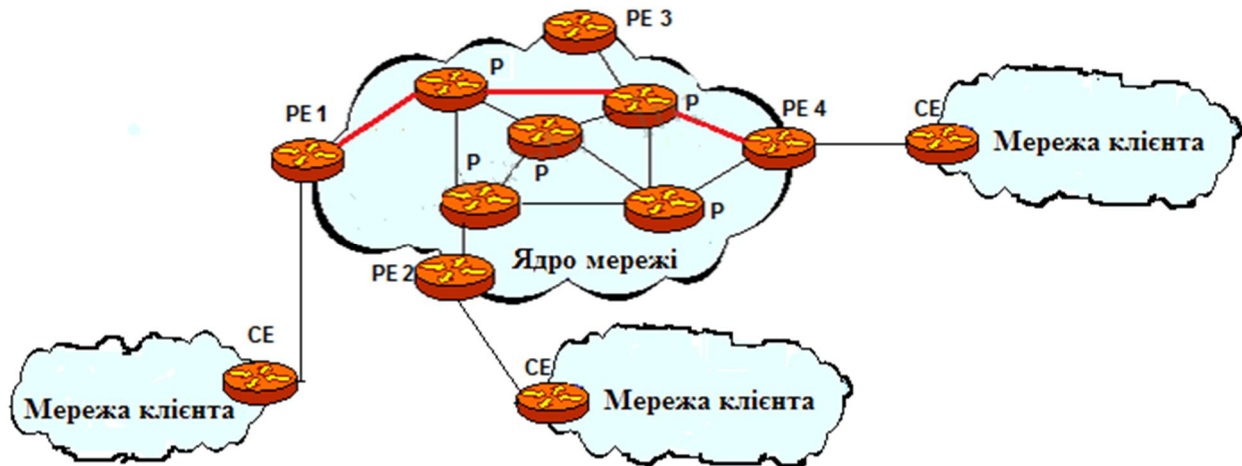 PE 3
P
P
PE 1
PE 4
CE
Мережа клієнта
P
P
P
Ядро мережі
PE 2
CE
Мережа клієнта
CE
Мережа клієнта